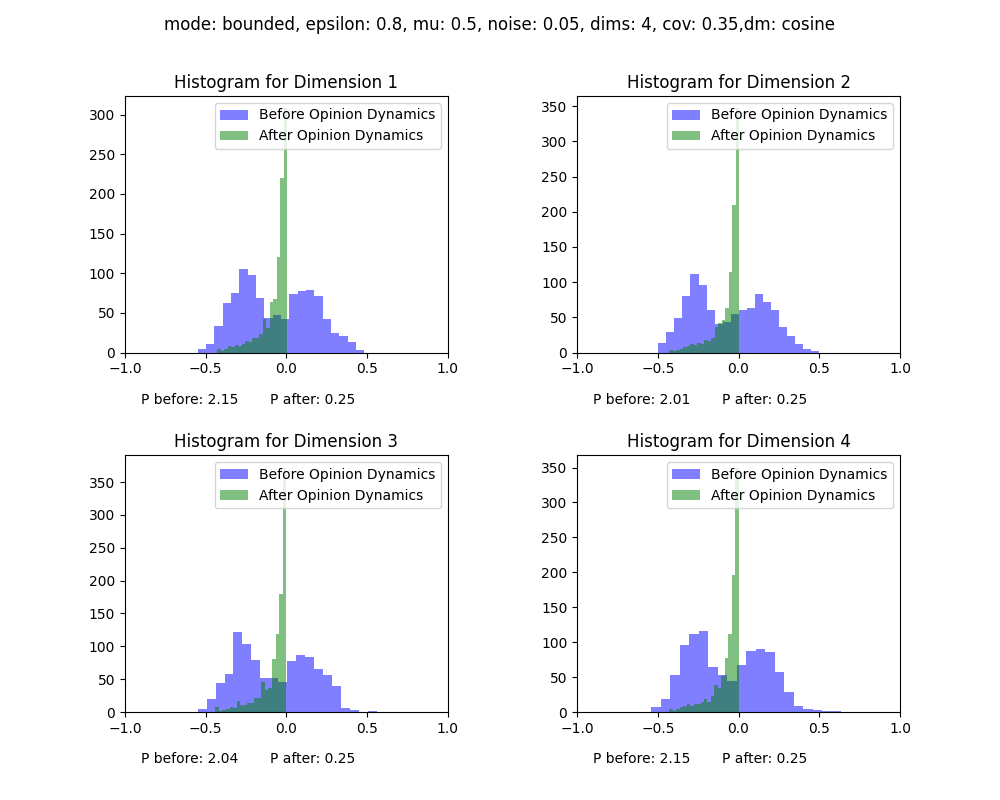 mode: bounded, epsilon: 0.8, mu: 0.5, noise: 0.05, dims: 4, cov: 0.35,dm: cosine
Histogram for Dimension 1
Before Opinion Dynamics
After Opinion Dynamics
300
250
200
150
100
50
0
−1.0 −0.5 0.0 0.5 1.0
P before: 2.15 P after: 0.25
Histogram for Dimension 2
Before Opinion Dynamics
After Opinion Dynamics
350
300
250
200
150
100
50
0
−1.0 −0.5 0.0 0.5 1.0
P before: 2.01 P after: 0.25
Histogram for Dimension 3
Before Opinion Dynamics
After Opinion Dynamics
350
300
250
200
150
100
50
0
−1.0 −0.5 0.0 0.5 1.0
P before: 2.04 P after: 0.25
Histogram for Dimension 4
Before Opinion Dynamics
After Opinion Dynamics
350
300
250
200
150
100
50
0
−1.0 −0.5 0.0 0.5 1.0
P before: 2.15 P after: 0.25